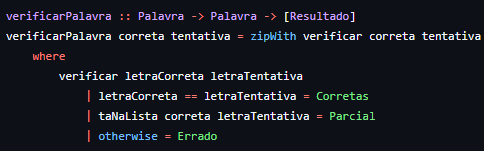 verificarPalavra :: Palavra -> Palavra -> [Resultado]
verificarPalavra correta tentativa = zipWith verificar correta tentativa
    where
        verificar letraCorreta letraTentativa
            | letraCorreta == letraTentativa = Corretas
            | taNaLista correta letraTentativa = Parcial
            | otherwise = Errado